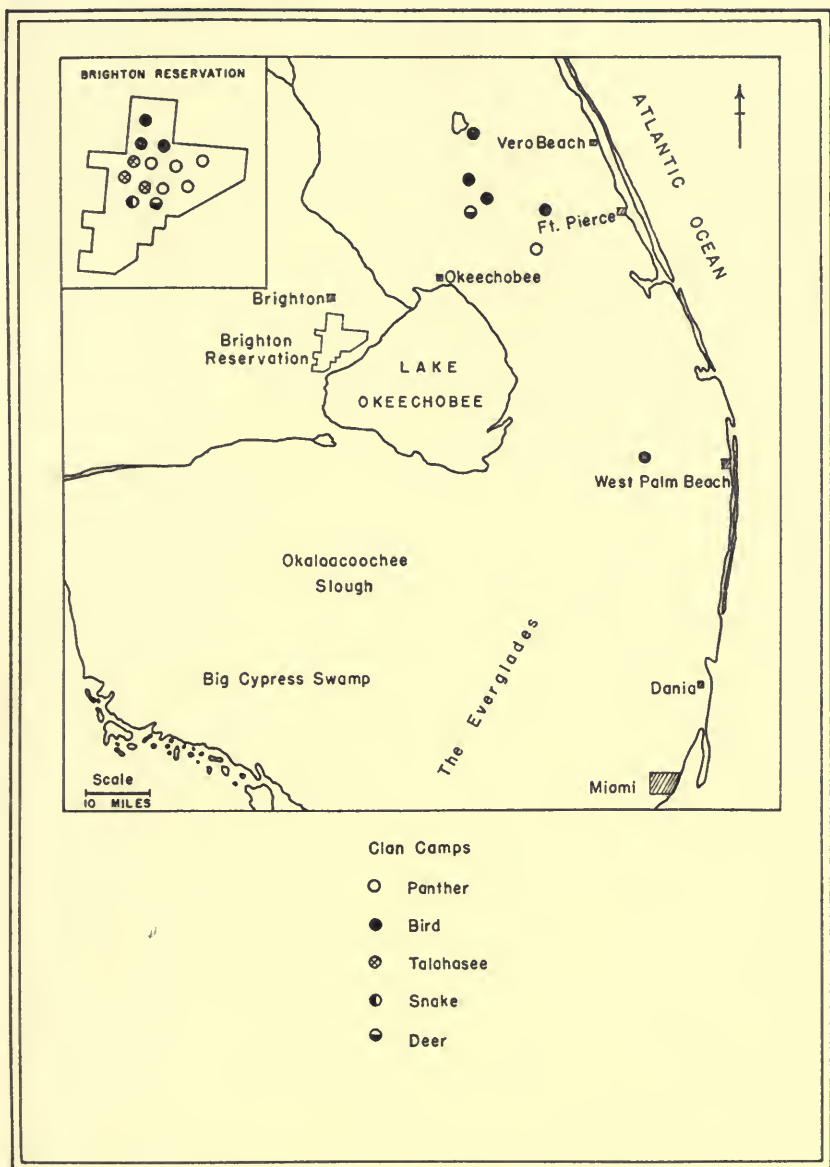 BRIGHTON RESERVATION
ATLANTIC OCEAN
Vero Beach
Ft. Pierce
Okeechobee
Brighton
Brighton
Reservation
LAKE
OKEECHOBEE
West Palm Beach
Okaloacoochee
Slough
Big Cypress Swamp
The Everglades
Dania
Miami
Scale
10 MILES
Clan Camps
Panther
Bird
Talahasee
Snake
Deer